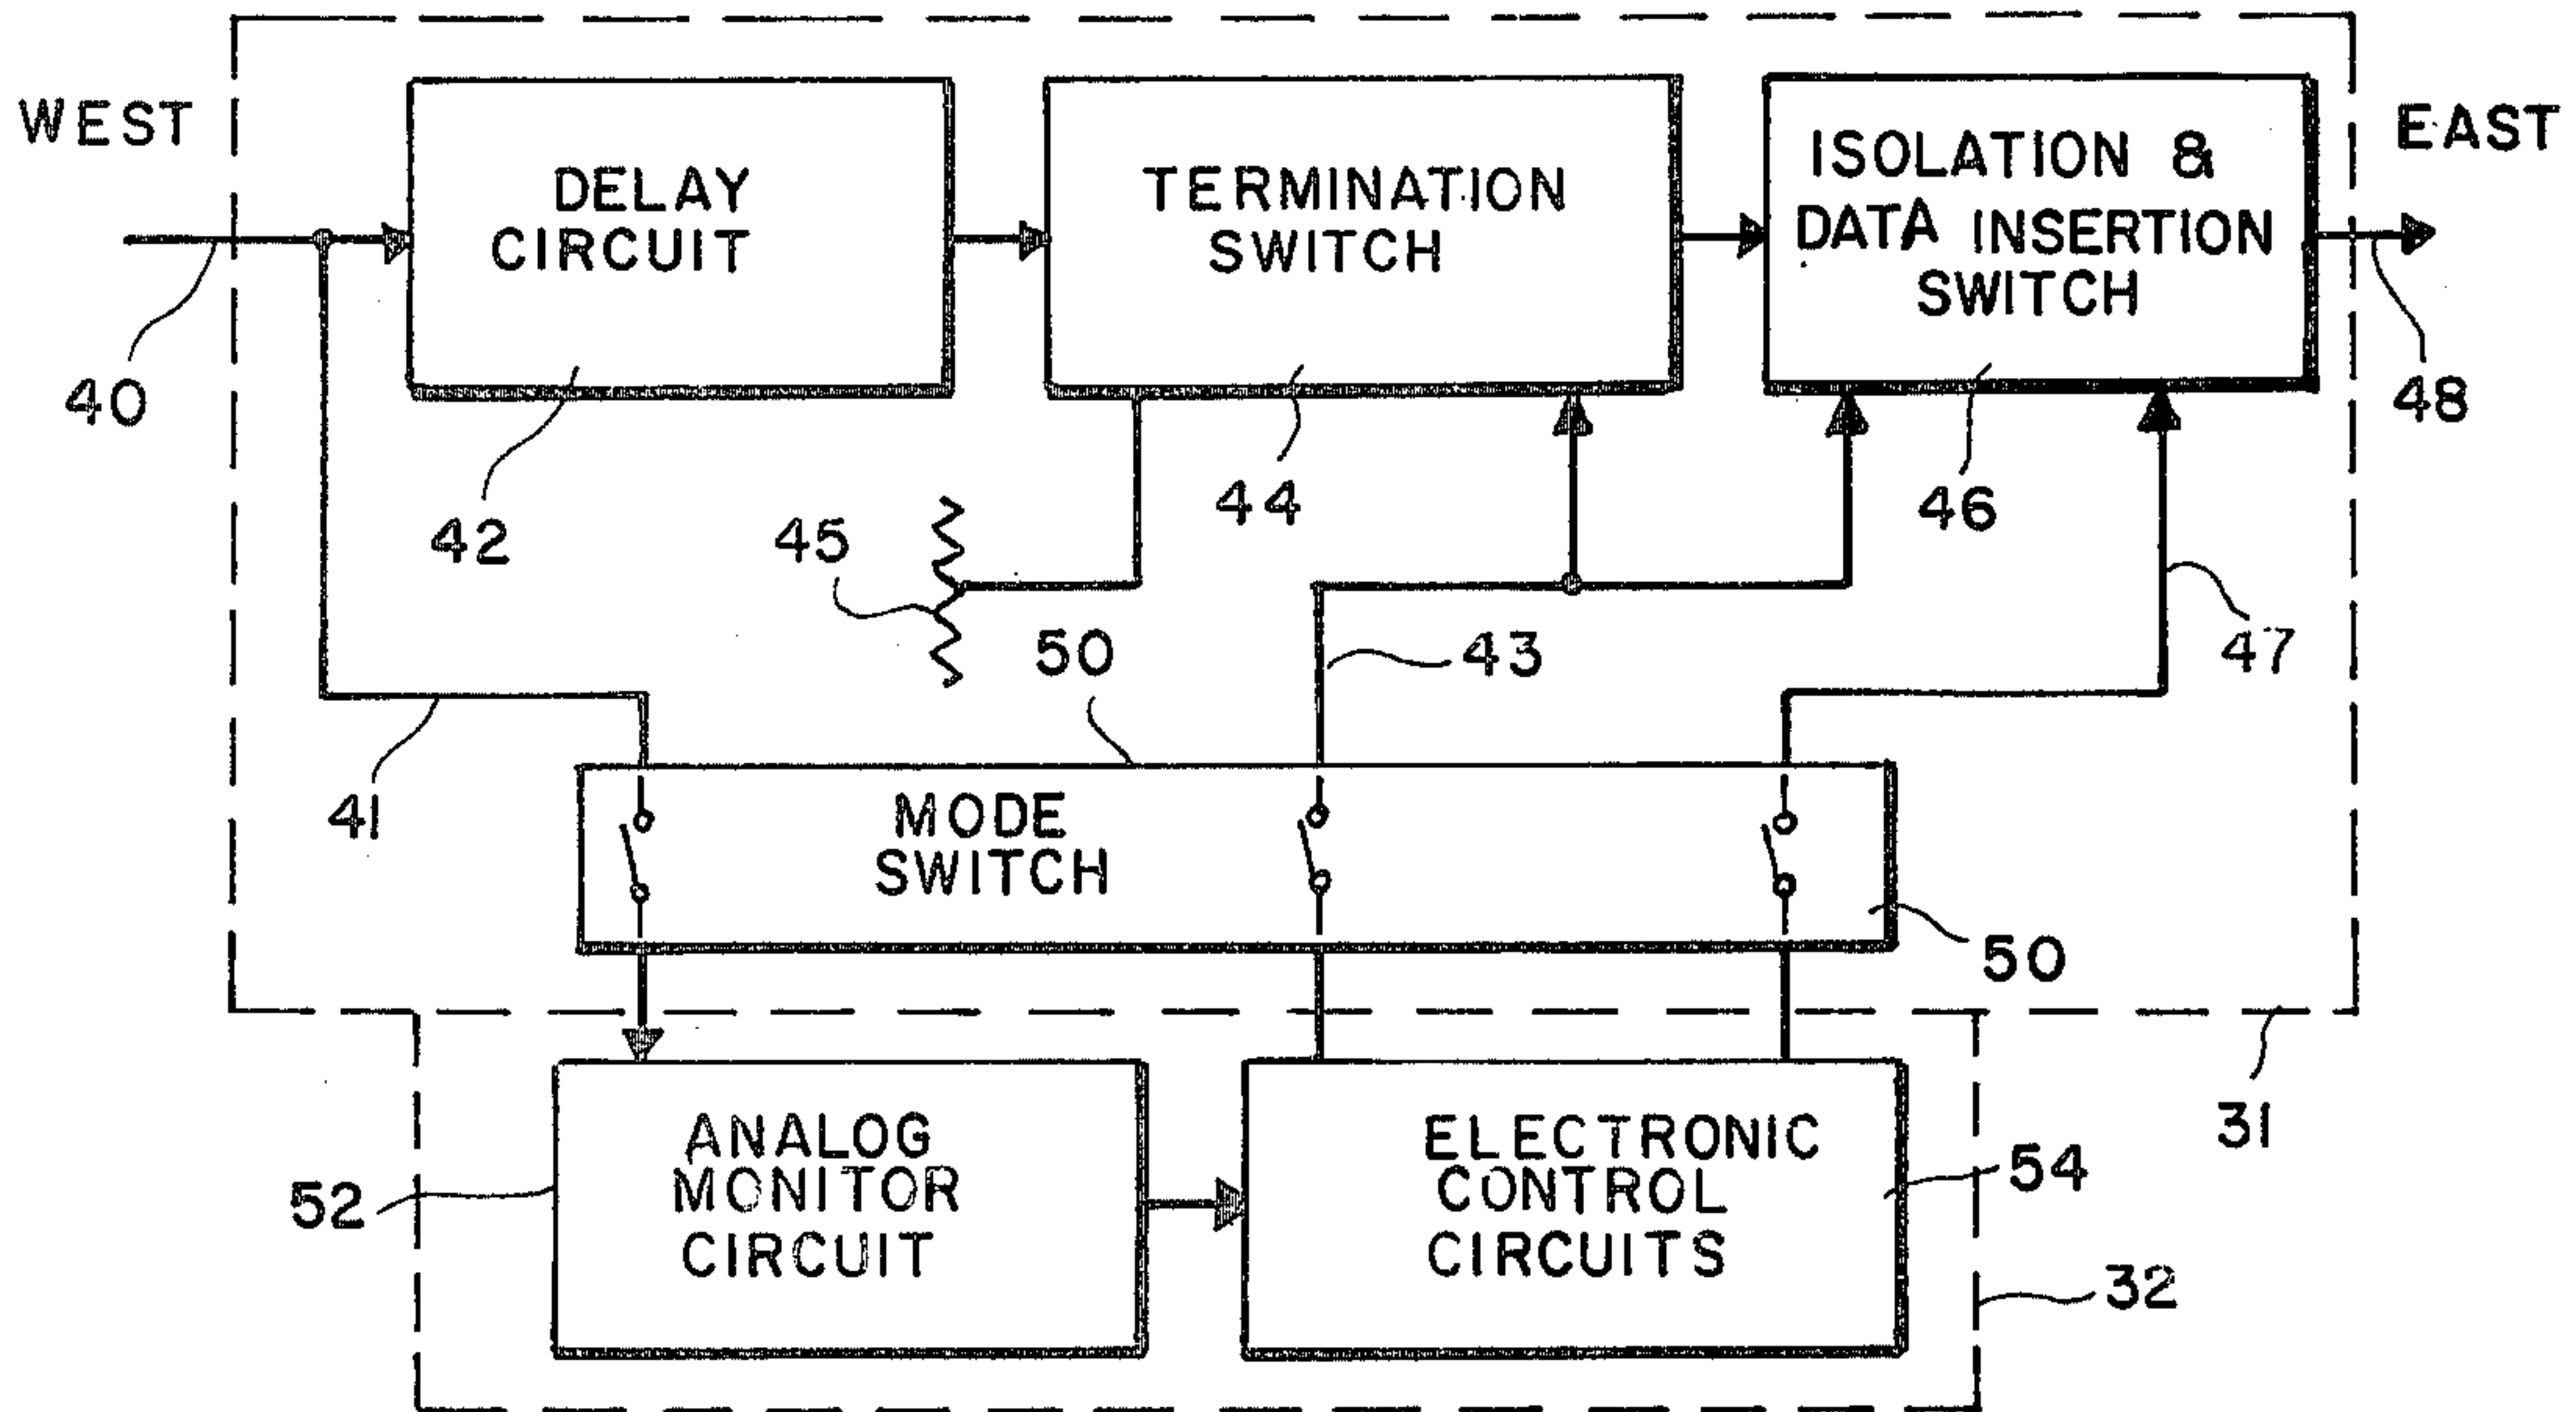 WEST
DELAY
CIRCUIT
TERMINATION
SWITCH
ISOLATION &
DATA INSERTION
SWITCH
EAST
40
42
45
44
46
48
50
43
47
41
MODE
SWITCH
50
31
52
ANALOG
MONITOR
CIRCUIT
ELECTRONIC
CONTROL
CIRCUITS
54
32